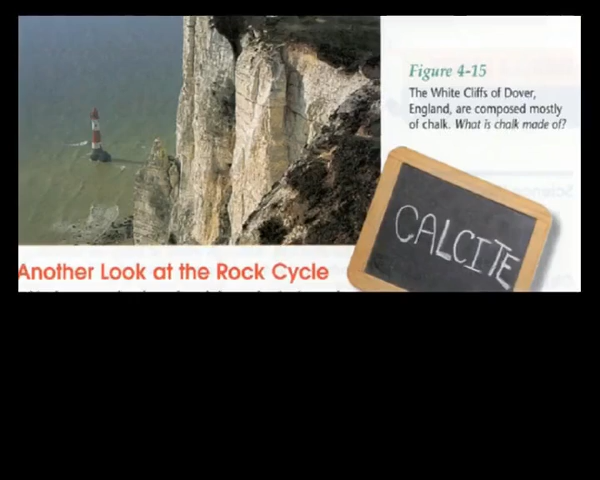 Figure 4-15
The White Cliffs of Dover,
England, are composed mostly
of chalk. What is chalk made of?
CALCITE
Another Look at the Rock Cycle